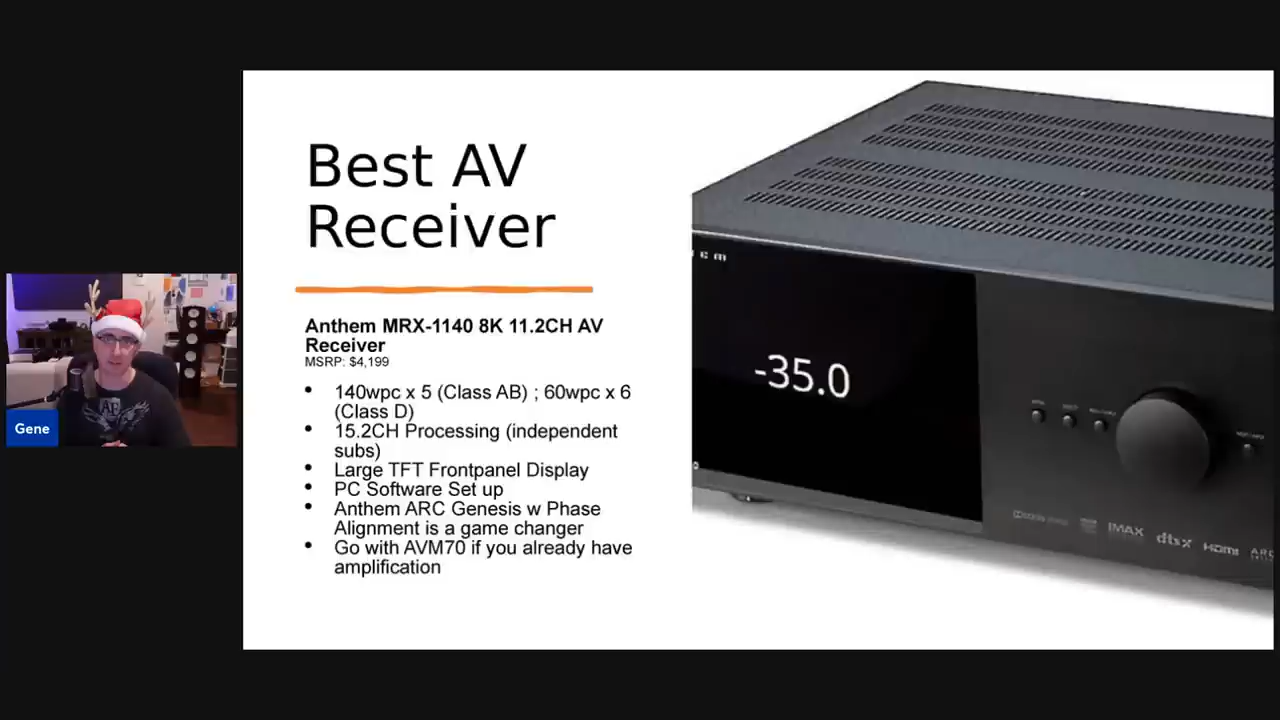 Best AV
Receiver
Anthem MRX-1140 8K 11.2CH AV
Receiver
MSRP: $4,199
• 140wpc x 5 (Class AB) ; 60wpc x 6
(Class D)
• 15.2CH Processing (independent
subs)
• Large TFT Frontpanel Display
• PC Software Set up
• Anthem ARC Genesis w Phase
Alignment is a game changer
• Go with AVM70 if you already have
amplification
-35.0
IMAX
dtsx
HDMI
ARC
Gene